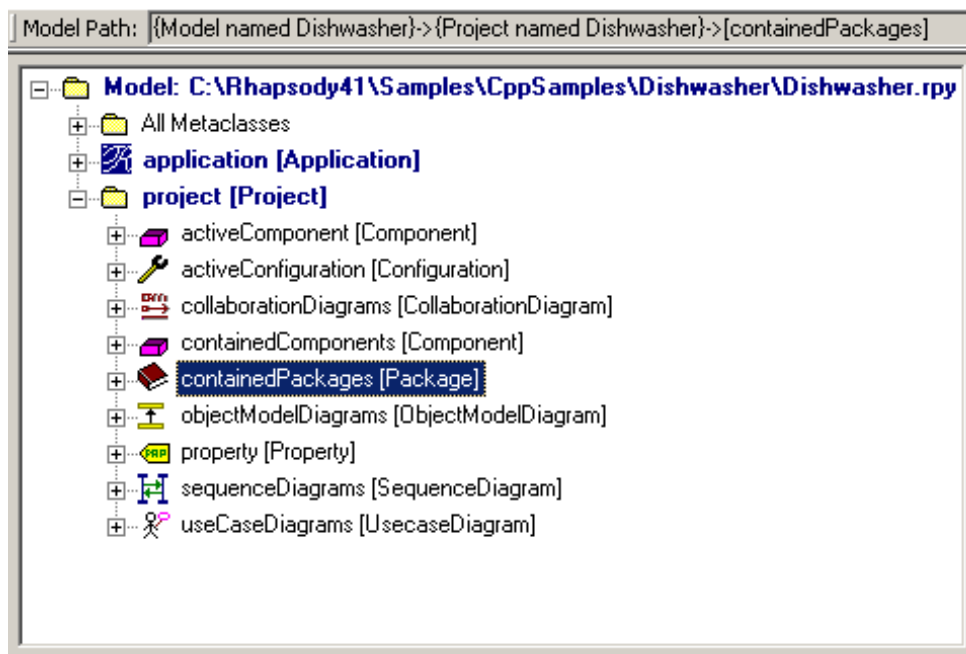 Model Path: {Model named Dishwasher}->{Project named Dishwasher}->[containedPackages]
Model: C:\Rhapsody41\Samples\CppSamples\Dishwasher\Dishwasher.rpy
All Metaclasses
application [Application]
project [Project]
activeComponent [Component]
activeConfiguration [Configuration]
collaborationDiagrams [CollaborationDiagram]
containedComponents [Component]
containedPackages [Package]
objectModelDiagrams [ObjectModelDiagram]
property [Property]
sequenceDiagrams [SequenceDiagram]
useCaseDiagrams [UsecaseDiagram]